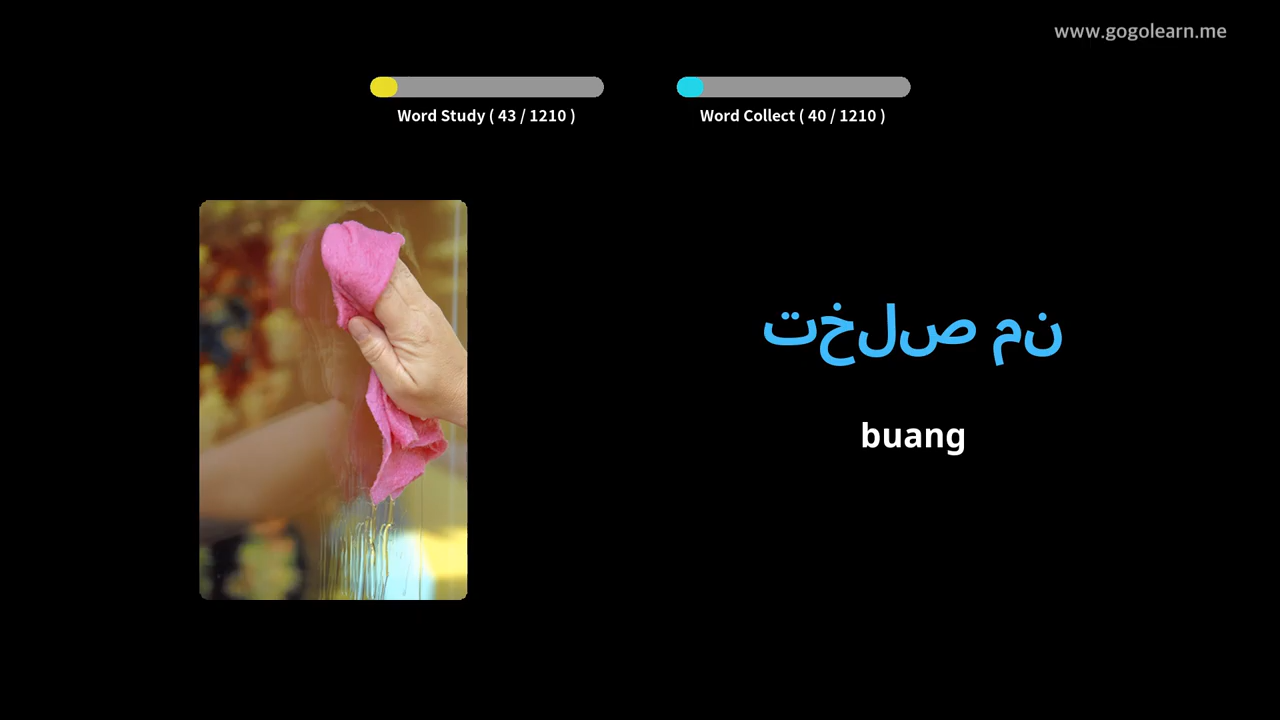 www.gogolearn.me
Word Study ( 43 / 1210 )
Word Collect ( 40 / 1210 )
تخلص من
buang